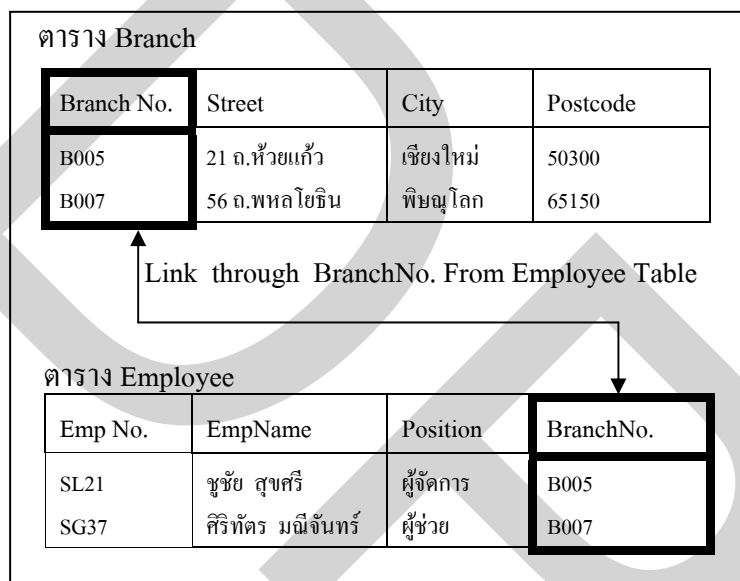 ตาราง Branch
Branch No. Street City Postcode
B005 21 ถ.ห้วยแก้ว เชียงใหม่ 50300
B007 56 ถ.พหลโยธิน พิษณุโลก 65150
Link through BranchNo. From Employee Table
ตาราง Employee
Emp No. EmpName Position BranchNo.
SL21 ชูชัย สุขศรี ผู้จัดการ B005
SG37 ศิริทัตร มณีจันทร์ ผู้ช่วย B007